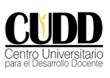 CUDD
Centro Universitario
para el Desarrollo Docente